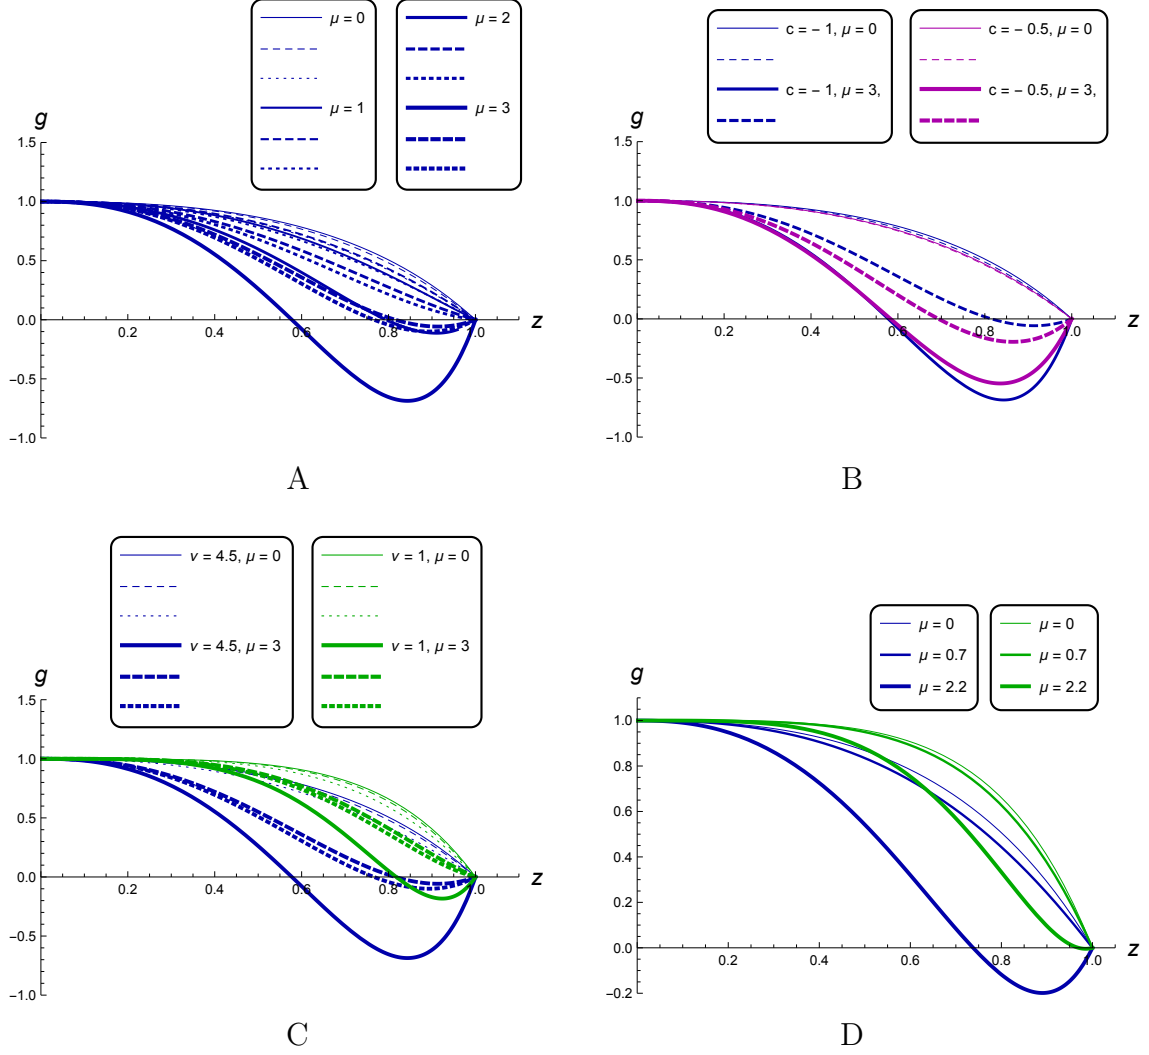 μ = 0
μ = 1
μ = 2
μ = 3
g
1.5
1.0
0.5
0.0
−0.5
−1.0
0.2
0.4
0.6
0.8
1.0
z
A
c = − 1, μ = 0
c = − 1, μ = 3,
c = − 0.5, μ = 0
c = − 0.5, μ = 3,
g
1.5
1.0
0.5
0.0
−0.5
−1.0
0.2
0.4
0.6
0.8
1.0
z
B
ν = 4.5, μ = 0
ν = 4.5, μ = 3
ν = 1, μ = 0
ν = 1, μ = 3
g
1.5
1.0
0.5
0.0
−0.5
−1.0
0.2
0.4
0.6
0.8
1.0
z
C
μ = 0
μ = 0.7
μ = 2.2
μ = 0
μ = 0.7
μ = 2.2
g
1.0
0.8
0.6
0.4
0.2
0.0
−0.2
0.2
0.4
0.6
0.8
1.0
z
D